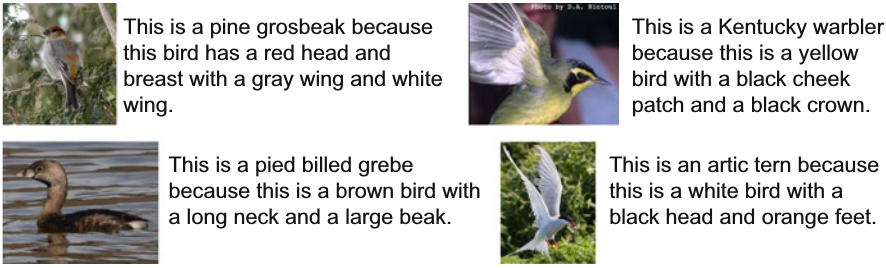 This is a pine grosbeak because
this bird has a red head and
breast with a gray wing and white
wing.
Photo by D.A. Rintoul
This is a Kentucky warbler
because this is a yellow
bird with a black cheek
patch and a black crown.
This is a pied billed grebe
because this is a brown bird with
a long neck and a large beak.
This is an artic tern because
this is a white bird with a
black head and orange feet.